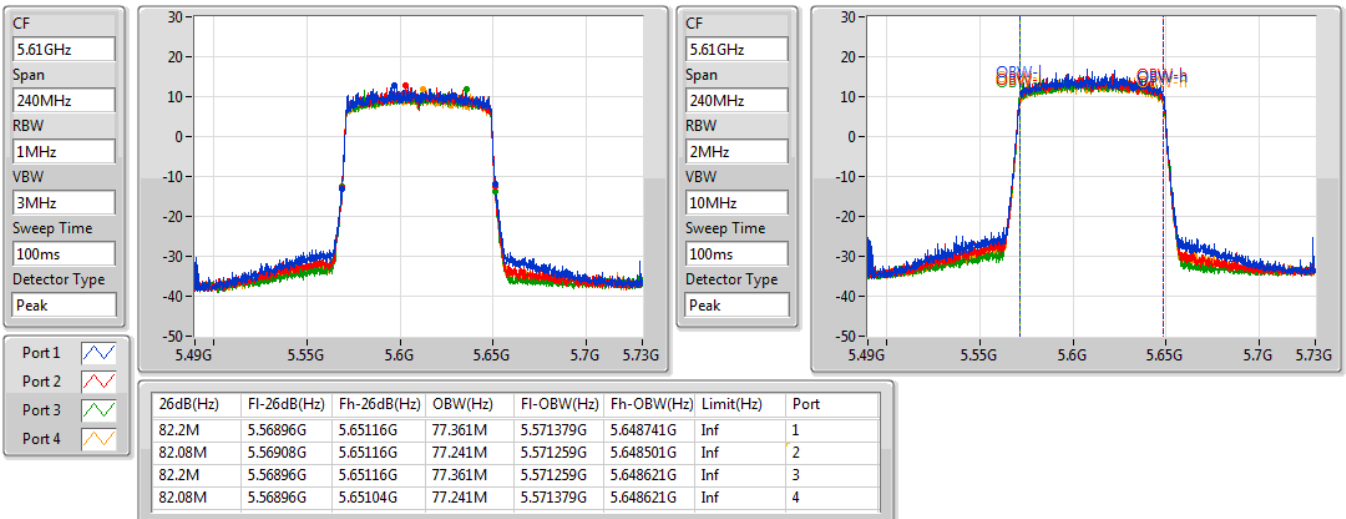 CF
5.61GHz
Span
240MHz
RBW
1MHz
VBW
3MHz
Sweep Time
100ms
Detector Type
Peak
30
20
10
0
-10
-20
-30
-40
-50
5.49G 5.55G 5.6G 5.65G 5.7G 5.73G
CF
5.61GHz
Span
240MHz
RBW
2MHz
VBW
10MHz
Sweep Time
100ms
Detector Type
Peak
30
20
10
0
-10
-20
-30
-40
-50
OBW-l OBW-h
5.49G 5.55G 5.6G 5.65G 5.7G 5.73G
Port 1
Port 2
Port 3
Port 4
26dB(Hz) Fl-26dB(Hz) Fh-26dB(Hz) OBW(Hz) Fl-OBW(Hz) Fh-OBW(Hz) Limit(Hz) Port
82.2M 5.56896G 5.65116G 77.361M 5.571379G 5.648741G Inf 1
82.08M 5.56908G 5.65116G 77.241M 5.571259G 5.648501G Inf 2
82.2M 5.56896G 5.65116G 77.361M 5.571259G 5.648621G Inf 3
82.08M 5.56896G 5.65104G 77.241M 5.571379G 5.648621G Inf 4